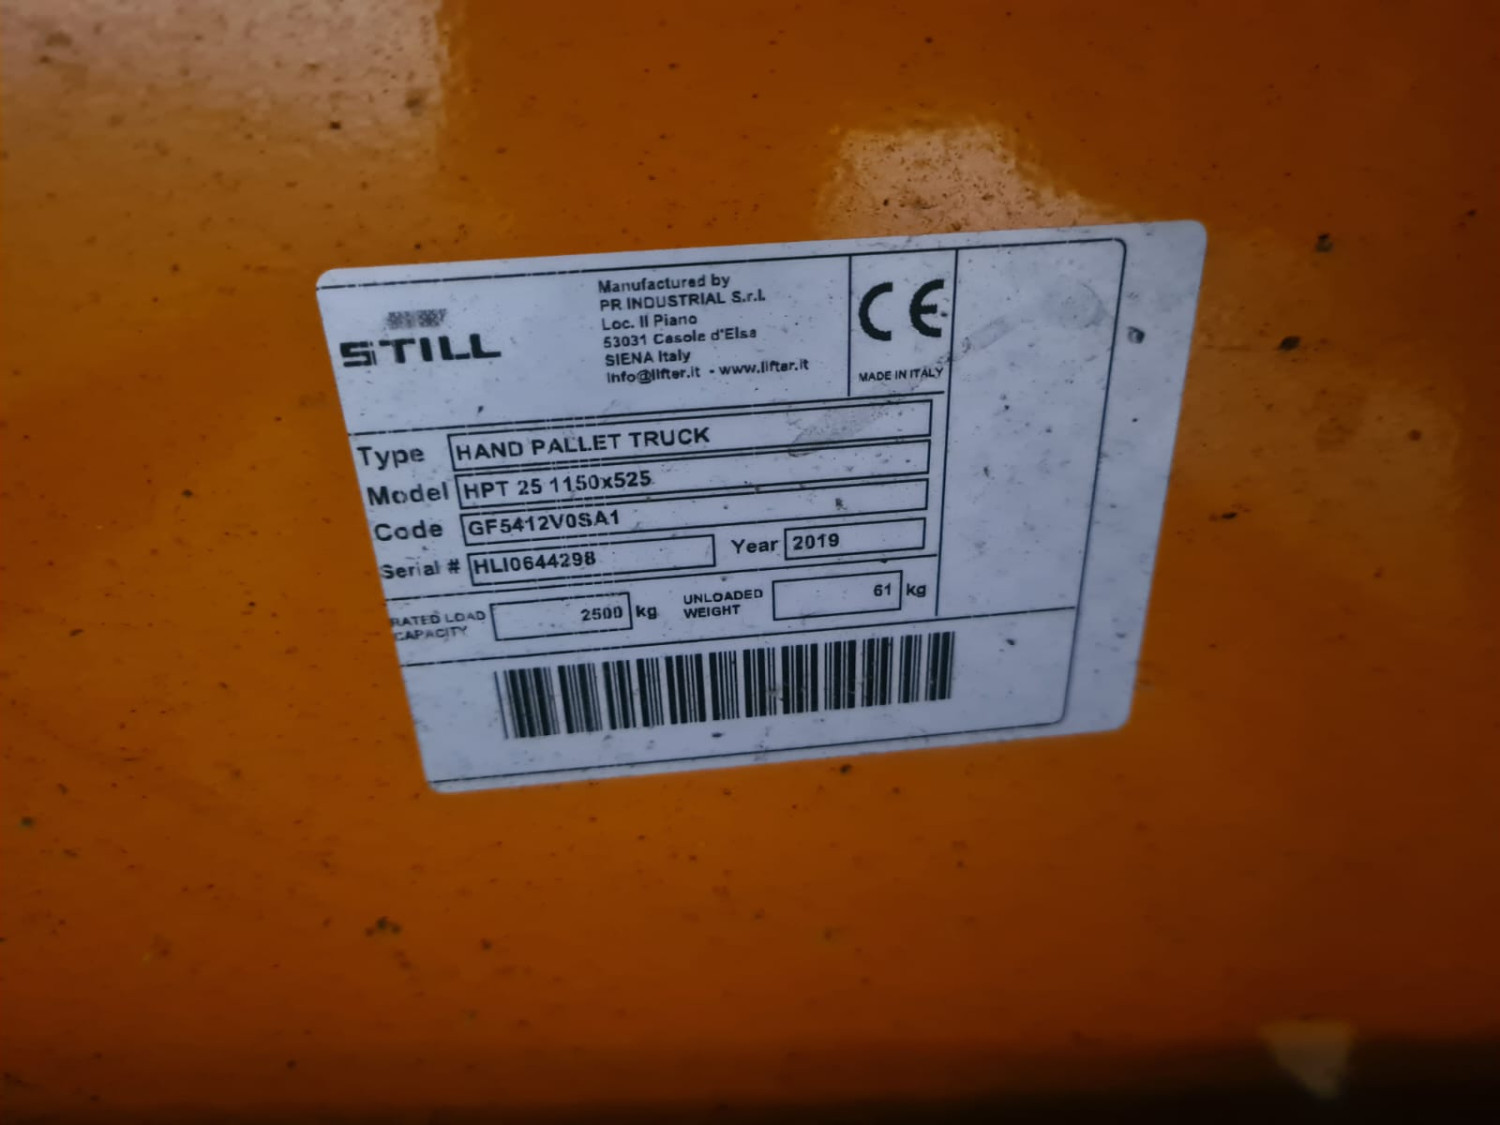 STILL
Manufactured by
PR INDUSTRIAL S.r.l.
Loc. Il Piano
53031 Casole d'Elsa
SIENA Italy
info@lifter.it - www.lifter.it
CE
MADE IN ITALY
Type HAND PALLET TRUCK
Model HPT 25 1150x525
Code GF5412V0SA1
Serial # HLI0644298 Year 2019
RATED LOAD CAPACITY 2500 kg UNLOADED WEIGHT 61 kg